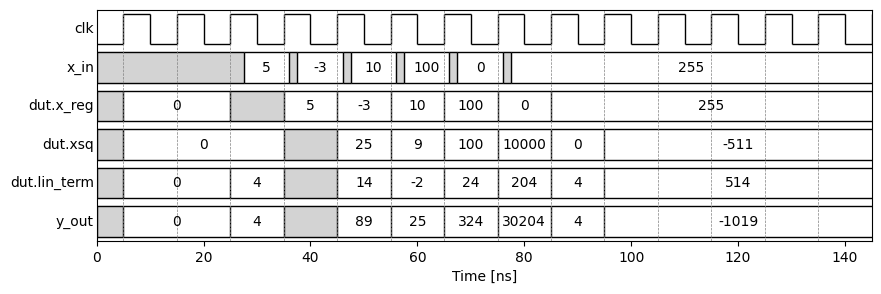 clk
x_in 5 -3 10 100 0 255
dut.x_reg 0 5 -3 10 100 0 255
dut.xsq 0 25 9 100 10000 0 -511
dut.lin_term 0 4 14 -2 24 204 4 514
y_out 0 4 89 25 324 30204 4 -1019
0 20 40 60 80 100 120 140
Time [ns]